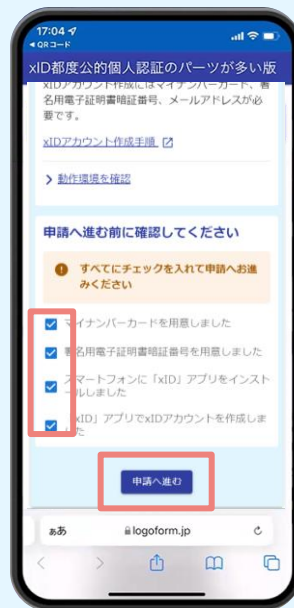 17:04
QRコード
xID都度公的個人認証のパーツが多い版
xIDアカウント作成にはマイナンバーカード、署
名用電子証明書暗証番号、メールアドレスが必
要です。
xIDアカウント作成手順
動作環境を確認
申請へ進む前に確認してください
すべてにチェックを入れて申請へお進
みください
マイナンバーカードを用意しました
署名用電子証明書暗証番号を用意しました
スマートフォンに「xID」アプリをインスト
ールしました
「xID」アプリでxIDアカウントを作成しま
した
申請へ進む
ああ logoform.jp